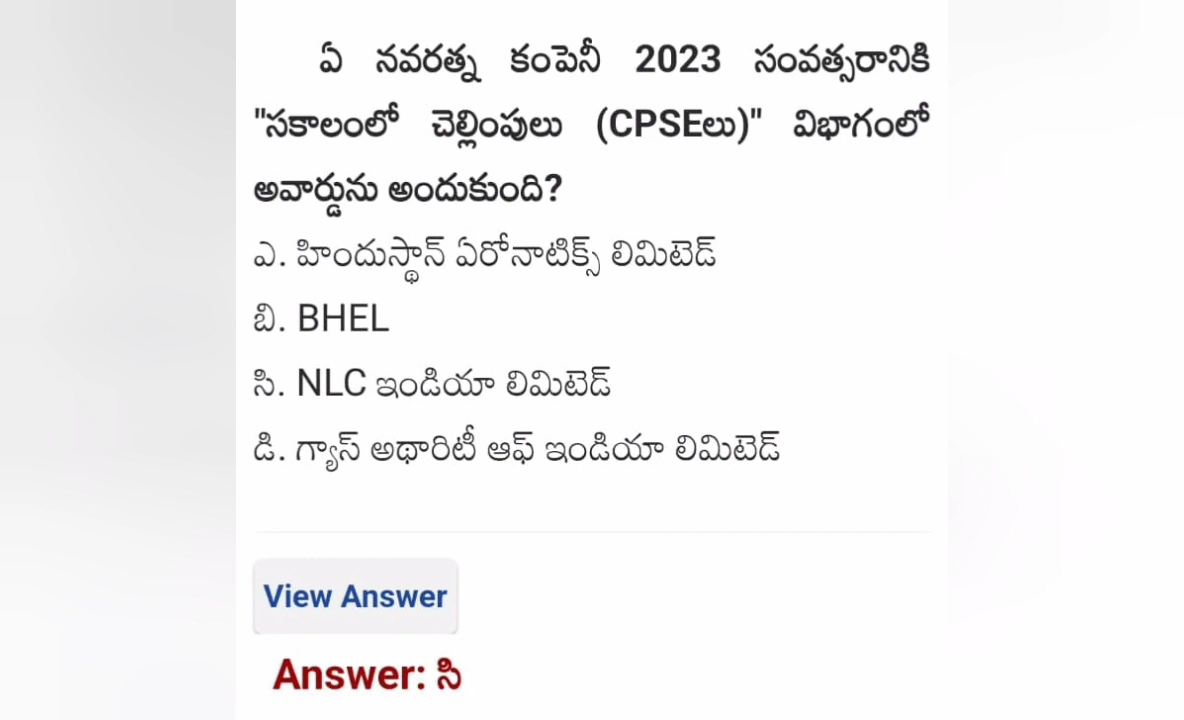 ఏ నవరత్న కంపెనీ 2023 సంవత్సరానికి
"సకాలంలో చెల్లింపులు (CPSEలు)" విభాగంలో
అవార్డును అందుకుంది?
ఎ. హిందుస్థాన్ ఏరోనాటిక్స్ లిమిటెడ్
బి. BHEL
సి. NLC ఇండియా లిమిటెడ్
డి. గ్యాస్ అథారిటీ ఆఫ్ ఇండియా లిమిటెడ్
View Answer
Answer: సి